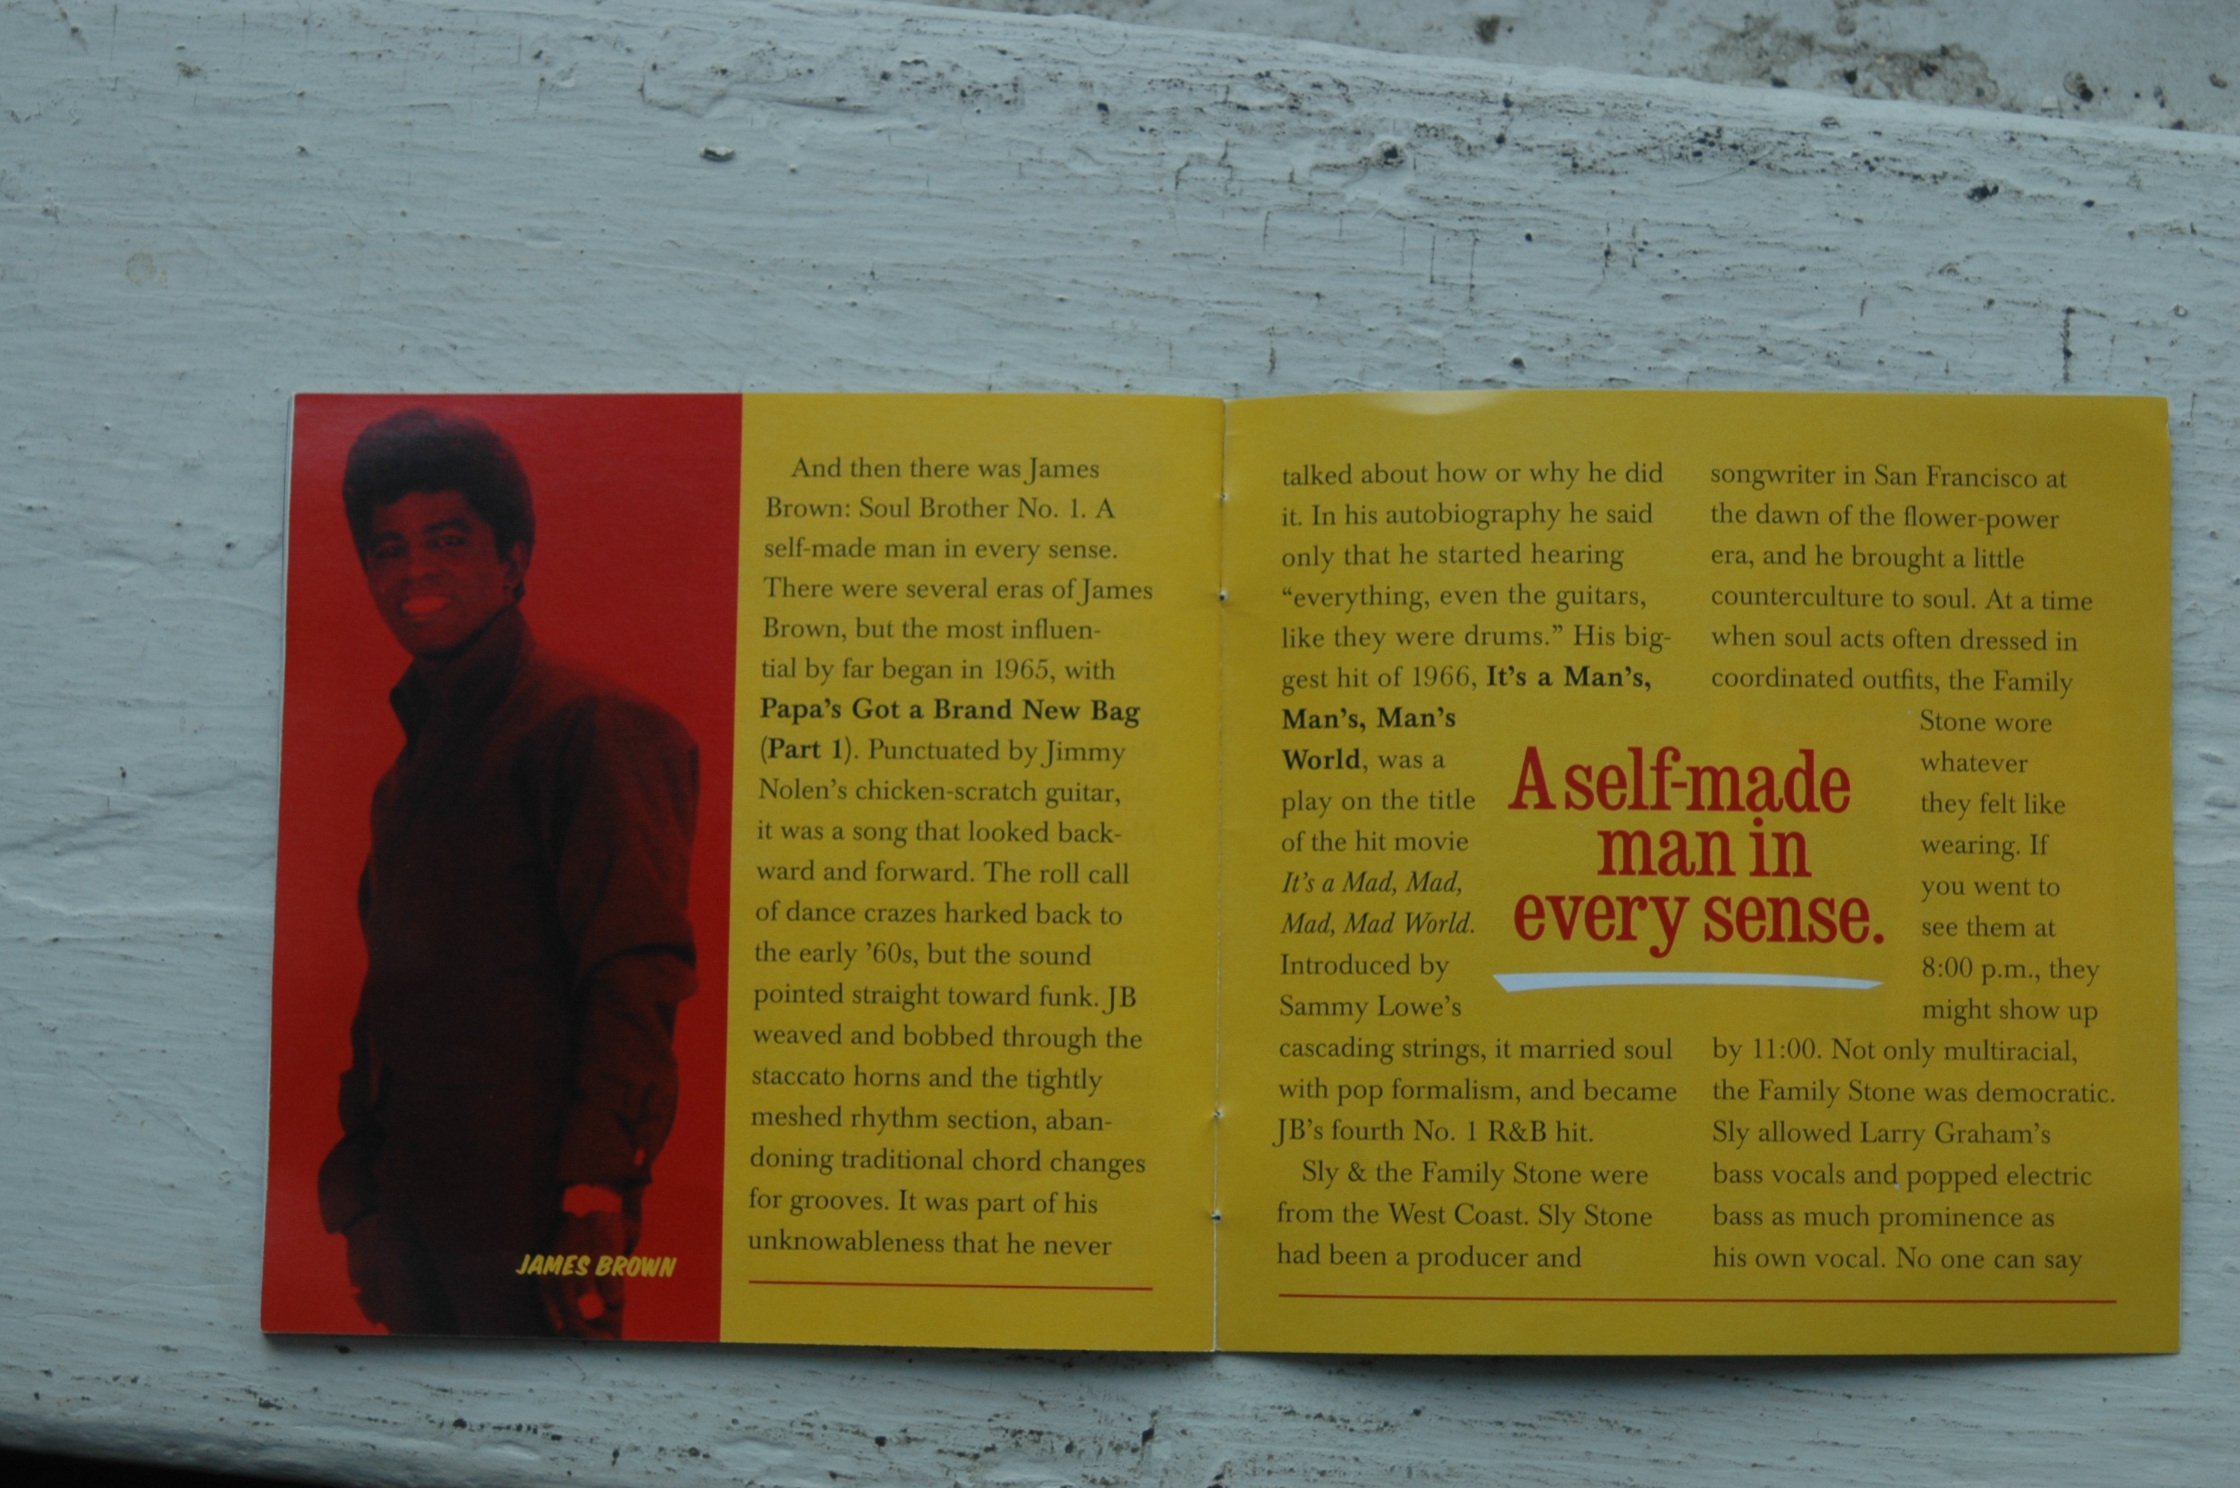 JAMES BROWN
And then there was James
Brown: Soul Brother No. 1. A
self-made man in every sense.
There were several eras of James
Brown, but the most influen-
tial by far began in 1965, with
Papa's Got a Brand New Bag
(Part 1). Punctuated by Jimmy
Nolen's chicken-scratch guitar,
it was a song that looked back-
ward and forward. The roll call
of dance crazes harked back to
the early '60s, but the sound
pointed straight toward funk. JB
weaved and bobbed through the
staccato horns and the tightly
meshed rhythm section, aban-
doning traditional chord changes
for grooves. It was part of his
unknowableness that he never
talked about how or why he did
it. In his autobiography he said
only that he started hearing
“everything, even the guitars,
like they were drums.” His big-
gest hit of 1966, It's a Man's,
Man's, Man's
World, was a
play on the title
of the hit movie
It's a Mad, Mad,
Mad, Mad World.
Introduced by
Sammy Lowe's
cascading strings, it married soul
with pop formalism, and became
JB's fourth No. 1 R&B hit.
Sly & the Family Stone were
from the West Coast. Sly Stone
had been a producer and
A self-made
man in
every sense.
songwriter in San Francisco at
the dawn of the flower-power
era, and he brought a little
counterculture to soul. At a time
when soul acts often dressed in
coordinated outfits, the Family
Stone wore
whatever
they felt like
wearing. If
you went to
see them at
8:00 p.m., they
might show up
by 11:00. Not only multiracial,
the Family Stone was democratic.
Sly allowed Larry Graham's
bass vocals and popped electric
bass as much prominence as
his own vocal. No one can say